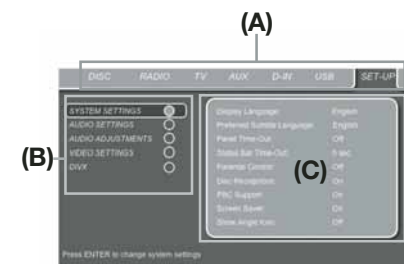 (A)
DISC RADIO TV AUX D-IN USB SET-UP
(B)
SYSTEM SETTINGS
AUDIO SETTINGS
AUDIO ADJUSTMENTS
VIDEO SETTINGS
DIVX
(C)
Display Language: English
Preferred Subtitle Language: English
Panel Time-Out: Off
Status Bar Time-Out: 5 sec
Parental Control: Off
Disc Recognition: On
PBC Support: On
Screen Saver: On
Show Angle Icon: Off
Press ENTER to change system settings